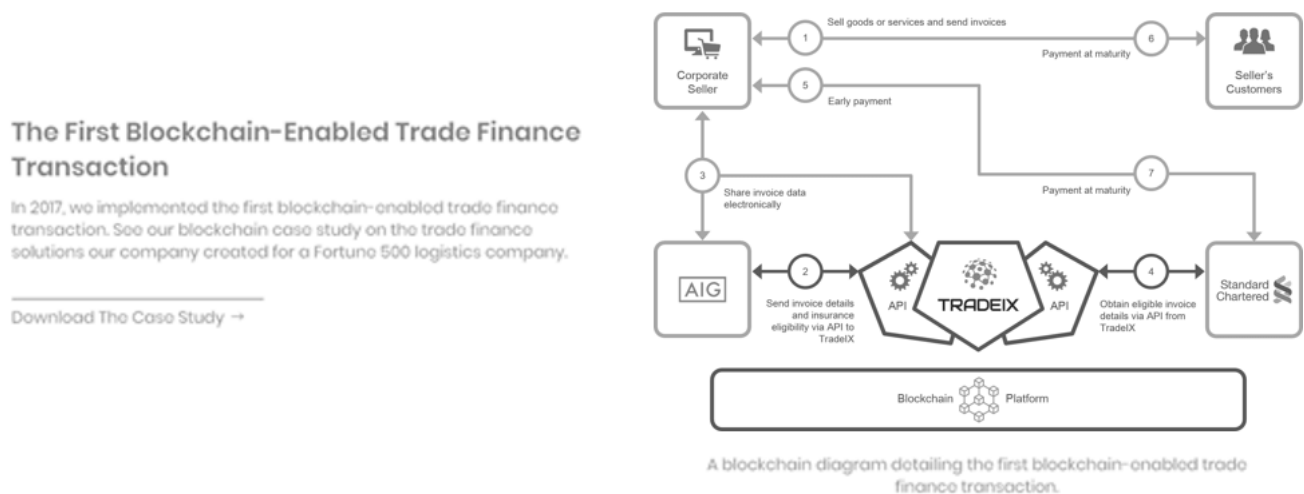 The First Blockchain-Enabled Trade Finance
Transaction
In 2017, we implemented the first blockchain-enabled trade finance
transaction. See our blockchain case study on the trade finance
solutions our company created for a Fortune 500 logistics company.
Download The Case Study →
1
Sell goods or services and send invoices
6
Payment at maturity
Corporate
Seller
Seller's
Customers
5
Early payment
3
Share invoice data
electronically
7
Payment at maturity
AIG
2
Send invoice details
and insurance
eligibility via API to
TradeIX
API
TRADEIX
API
4
Obtain eligible invoice
details via API from
TradeIX
Standard
Chartered
Blockchain Platform
A blockchain diagram detailing the first blockchain-enabled trade
finance transaction.